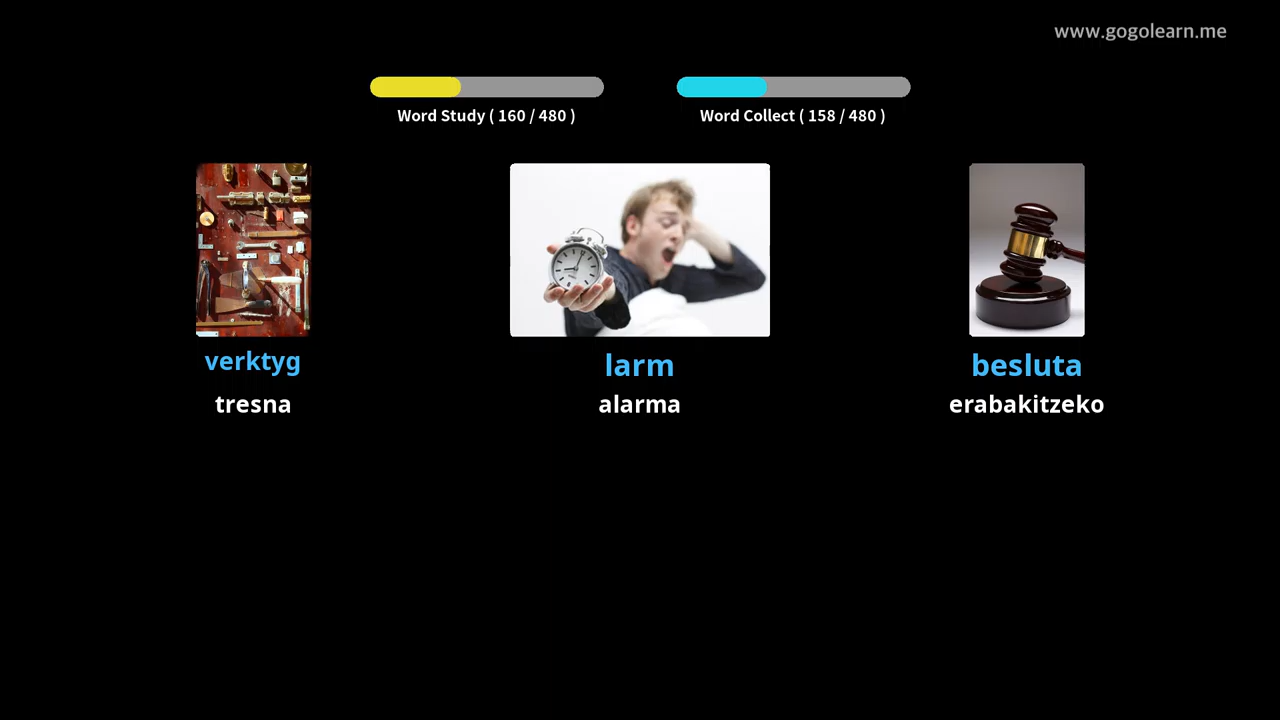 www.gogolearn.me
Word Study ( 160 / 480 )
Word Collect ( 158 / 480 )
verktyg
larm
besluta
tresna
alarma
erabakitzeko